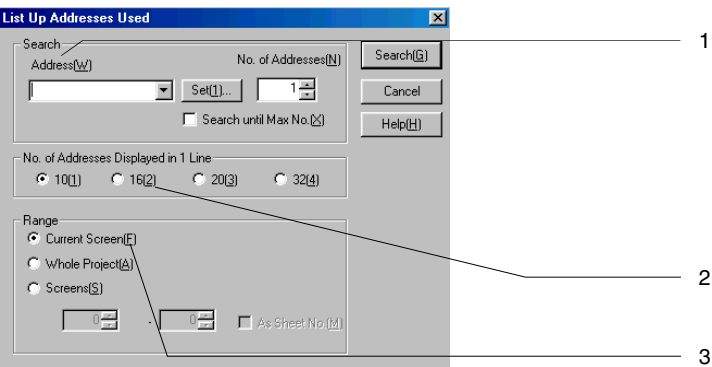 List Up Addresses Used
Search
Address(W)
No. of Addresses(N)
Set(1)...
1
Search until Max No.(X)
Search(G)
Cancel
Help(H)
1
No. of Addresses Displayed in 1 Line
10(1) 16(2) 20(3) 32(4)
2
Range
Current Screen(F)
Whole Project(A)
Screens(S)
0 - 0 As Sheet No.(M)
3